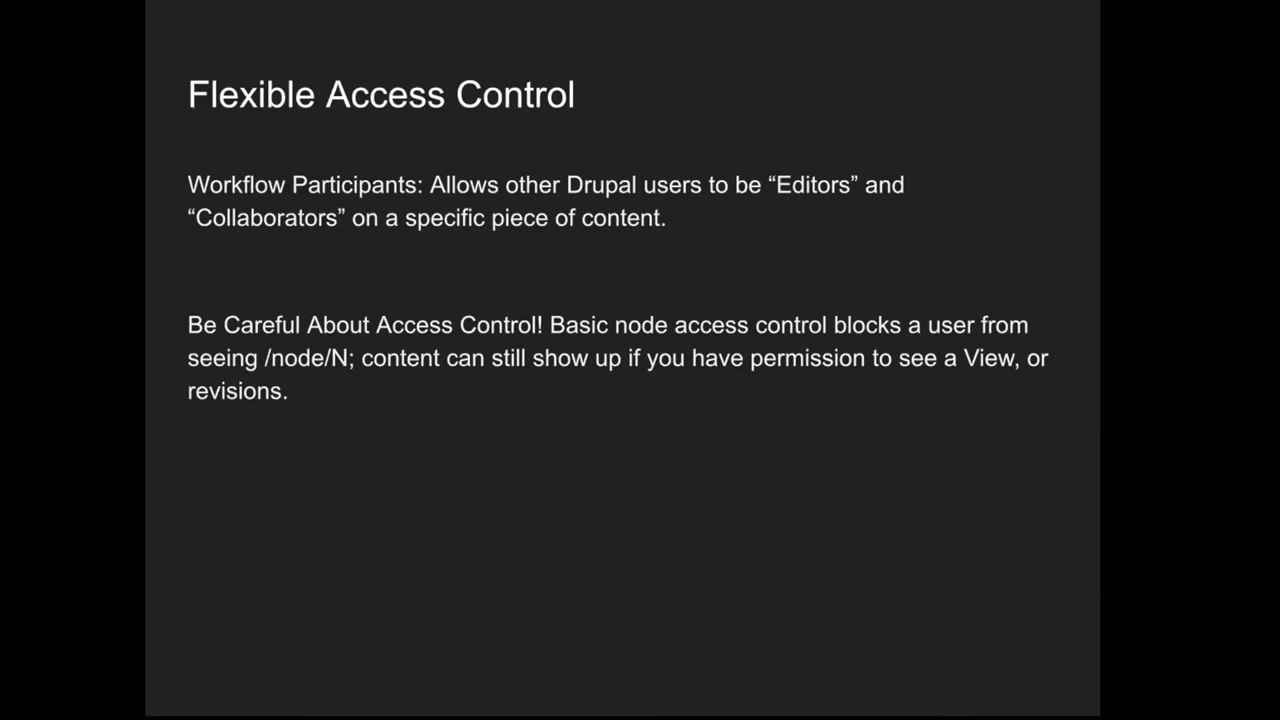 Flexible Access Control
Workflow Participants: Allows other Drupal users to be “Editors” and
“Collaborators” on a specific piece of content.
Be Careful About Access Control! Basic node access control blocks a user from
seeing /node/N; content can still show up if you have permission to see a View, or
revisions.